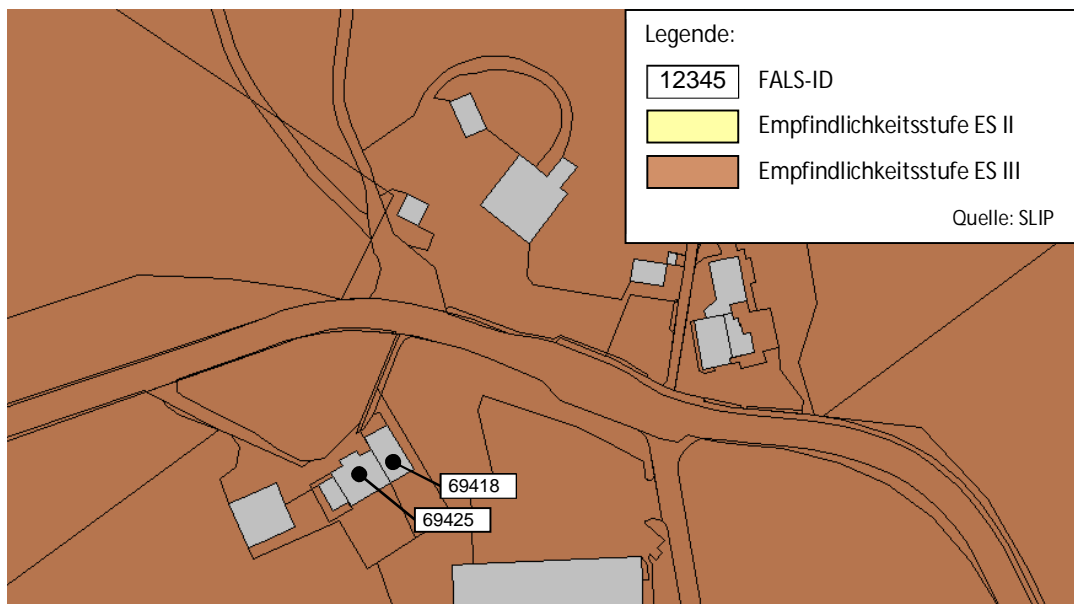 Legende:
12345 FALS-ID
Empfindlichkeitsstufe ES II
Empfindlichkeitsstufe ES III
Quelle: SLIP
69418
69425